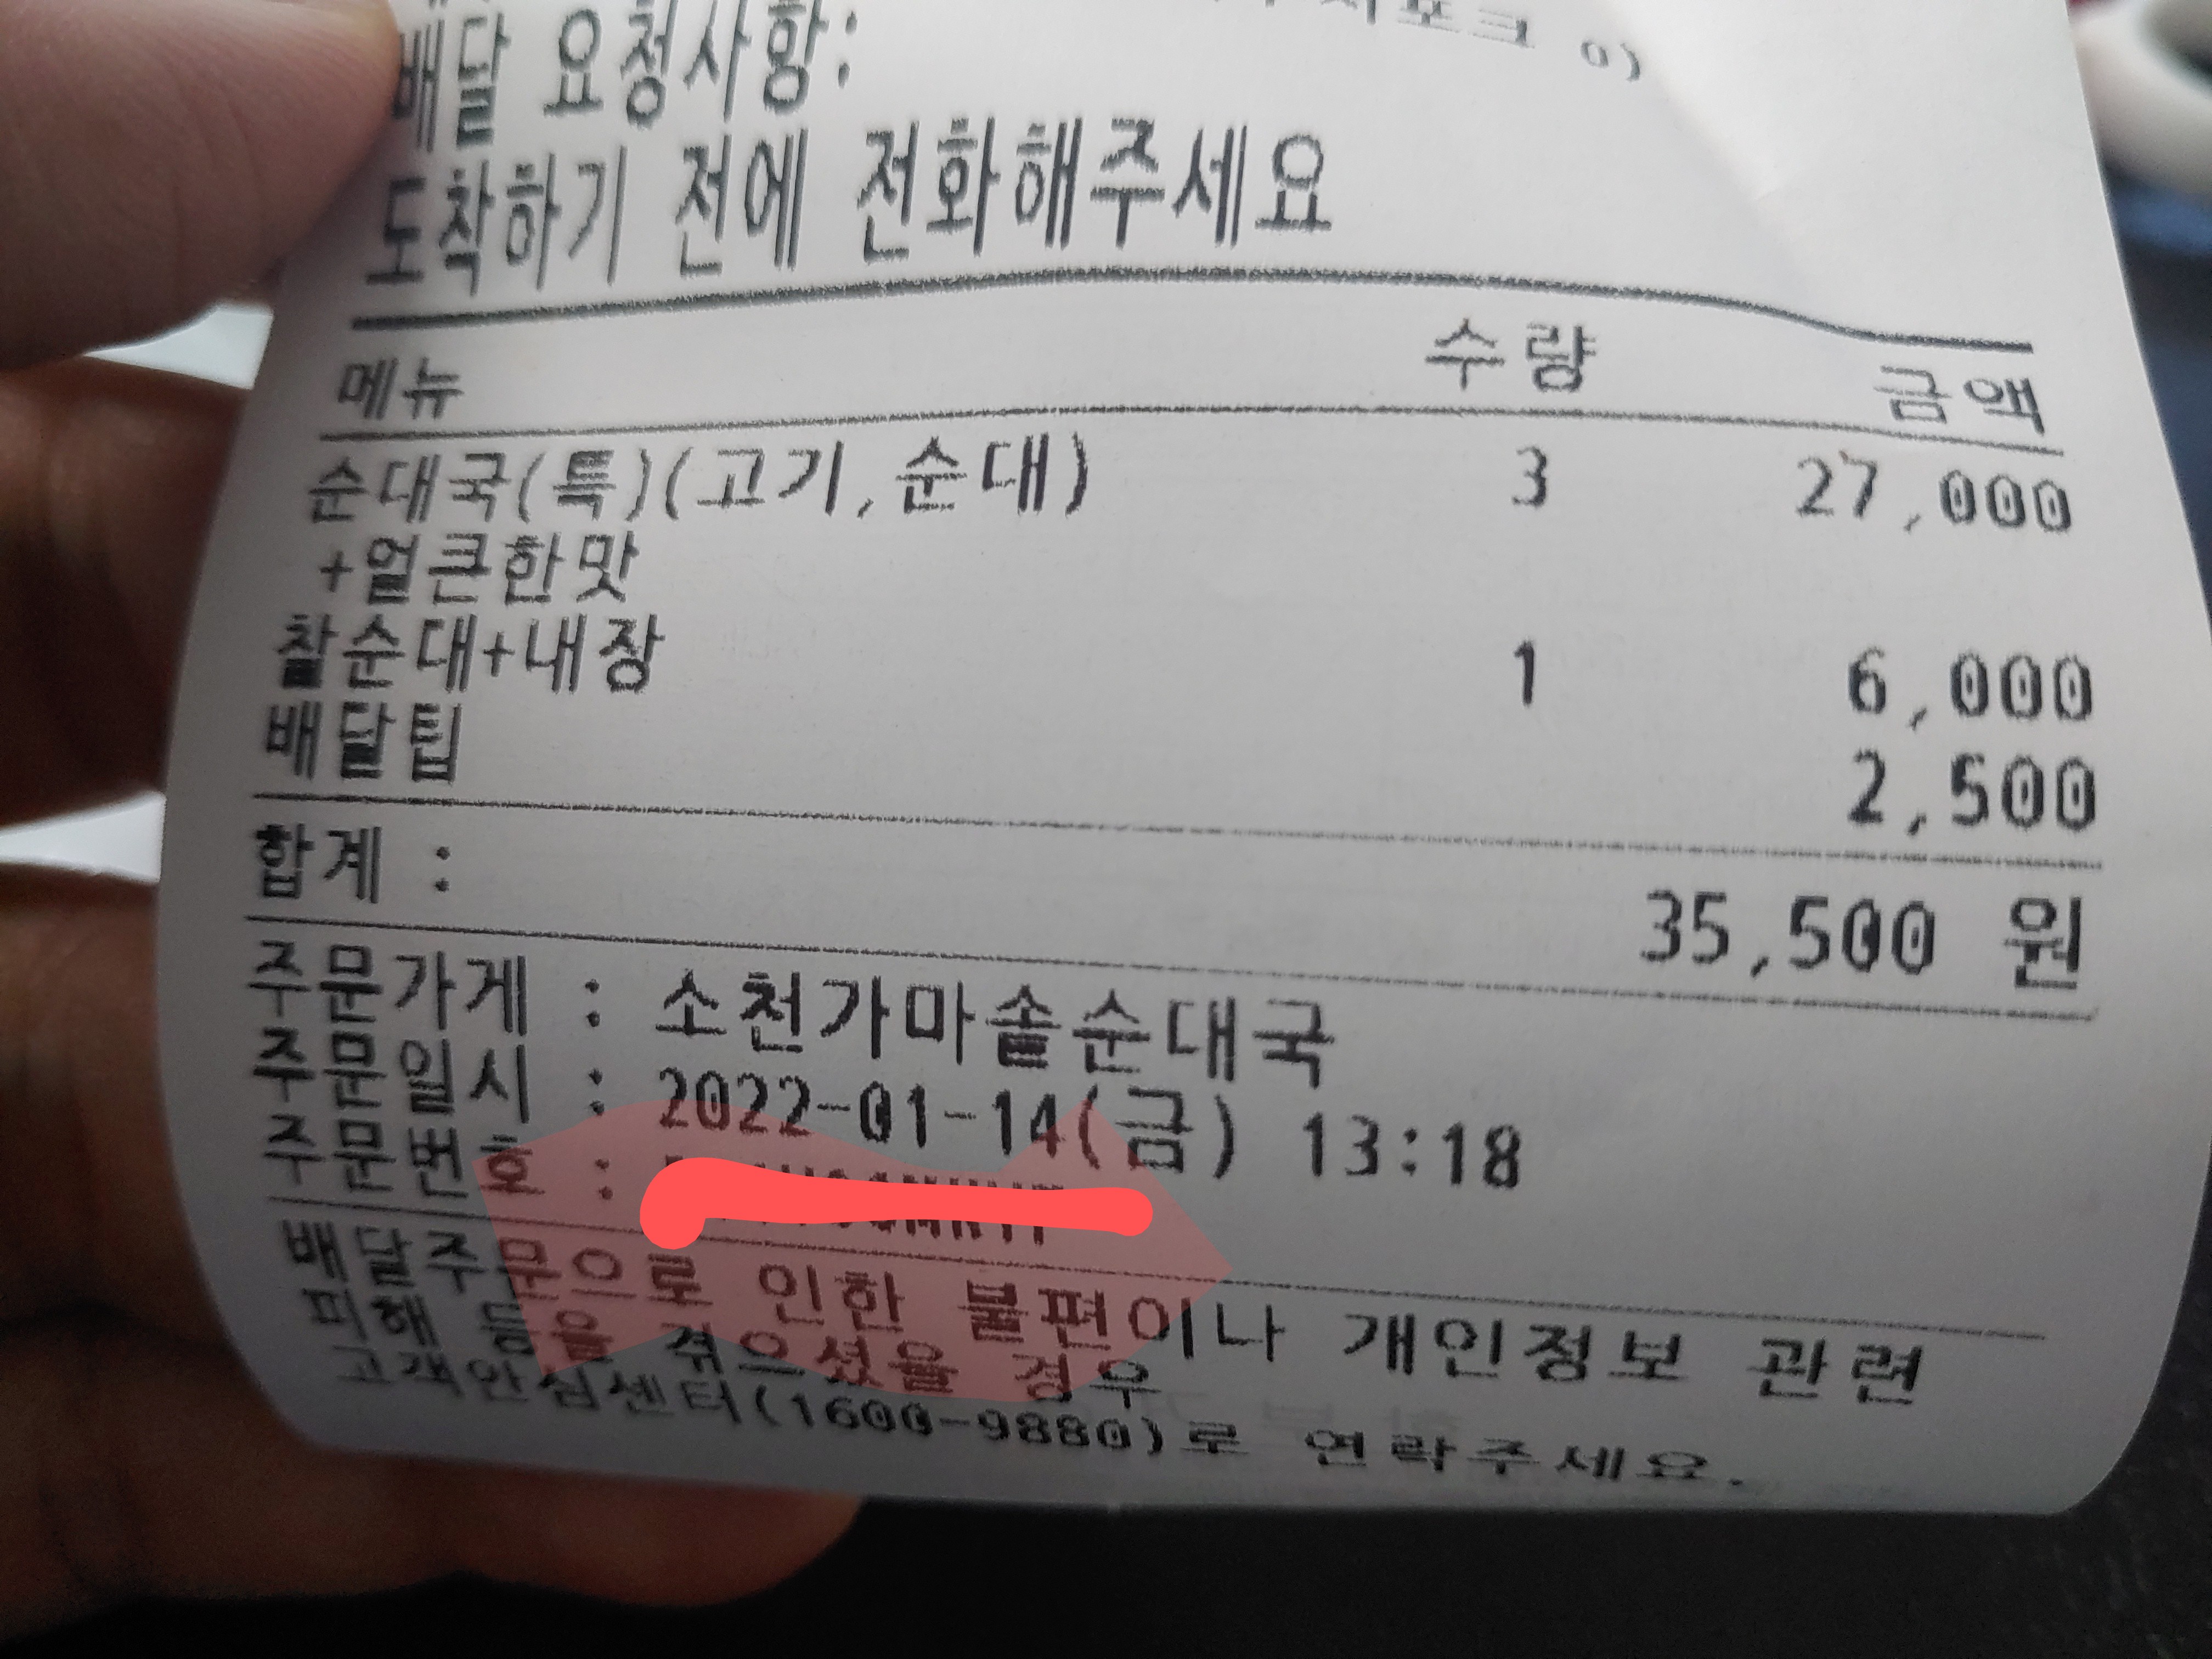 배달 요청사항:
도착하기 전에 전화해주세요
메뉴 수량 금액
순대국(특)(고기,순대) 3 27,000
+얼큰한맛
찰순대+내장 1 6,000
배달팁 2,500
합계 : 35,500 원
주문가게 : 소천가마솥순대국
주문일시 : 2022-01-14(금) 13:18
주문번호 :
배달주문으로 인한 불편이나 개인정보 관련
피해 등을 겪으셨을 경우
고객안심센터(1600-9880)로 연락주세요.